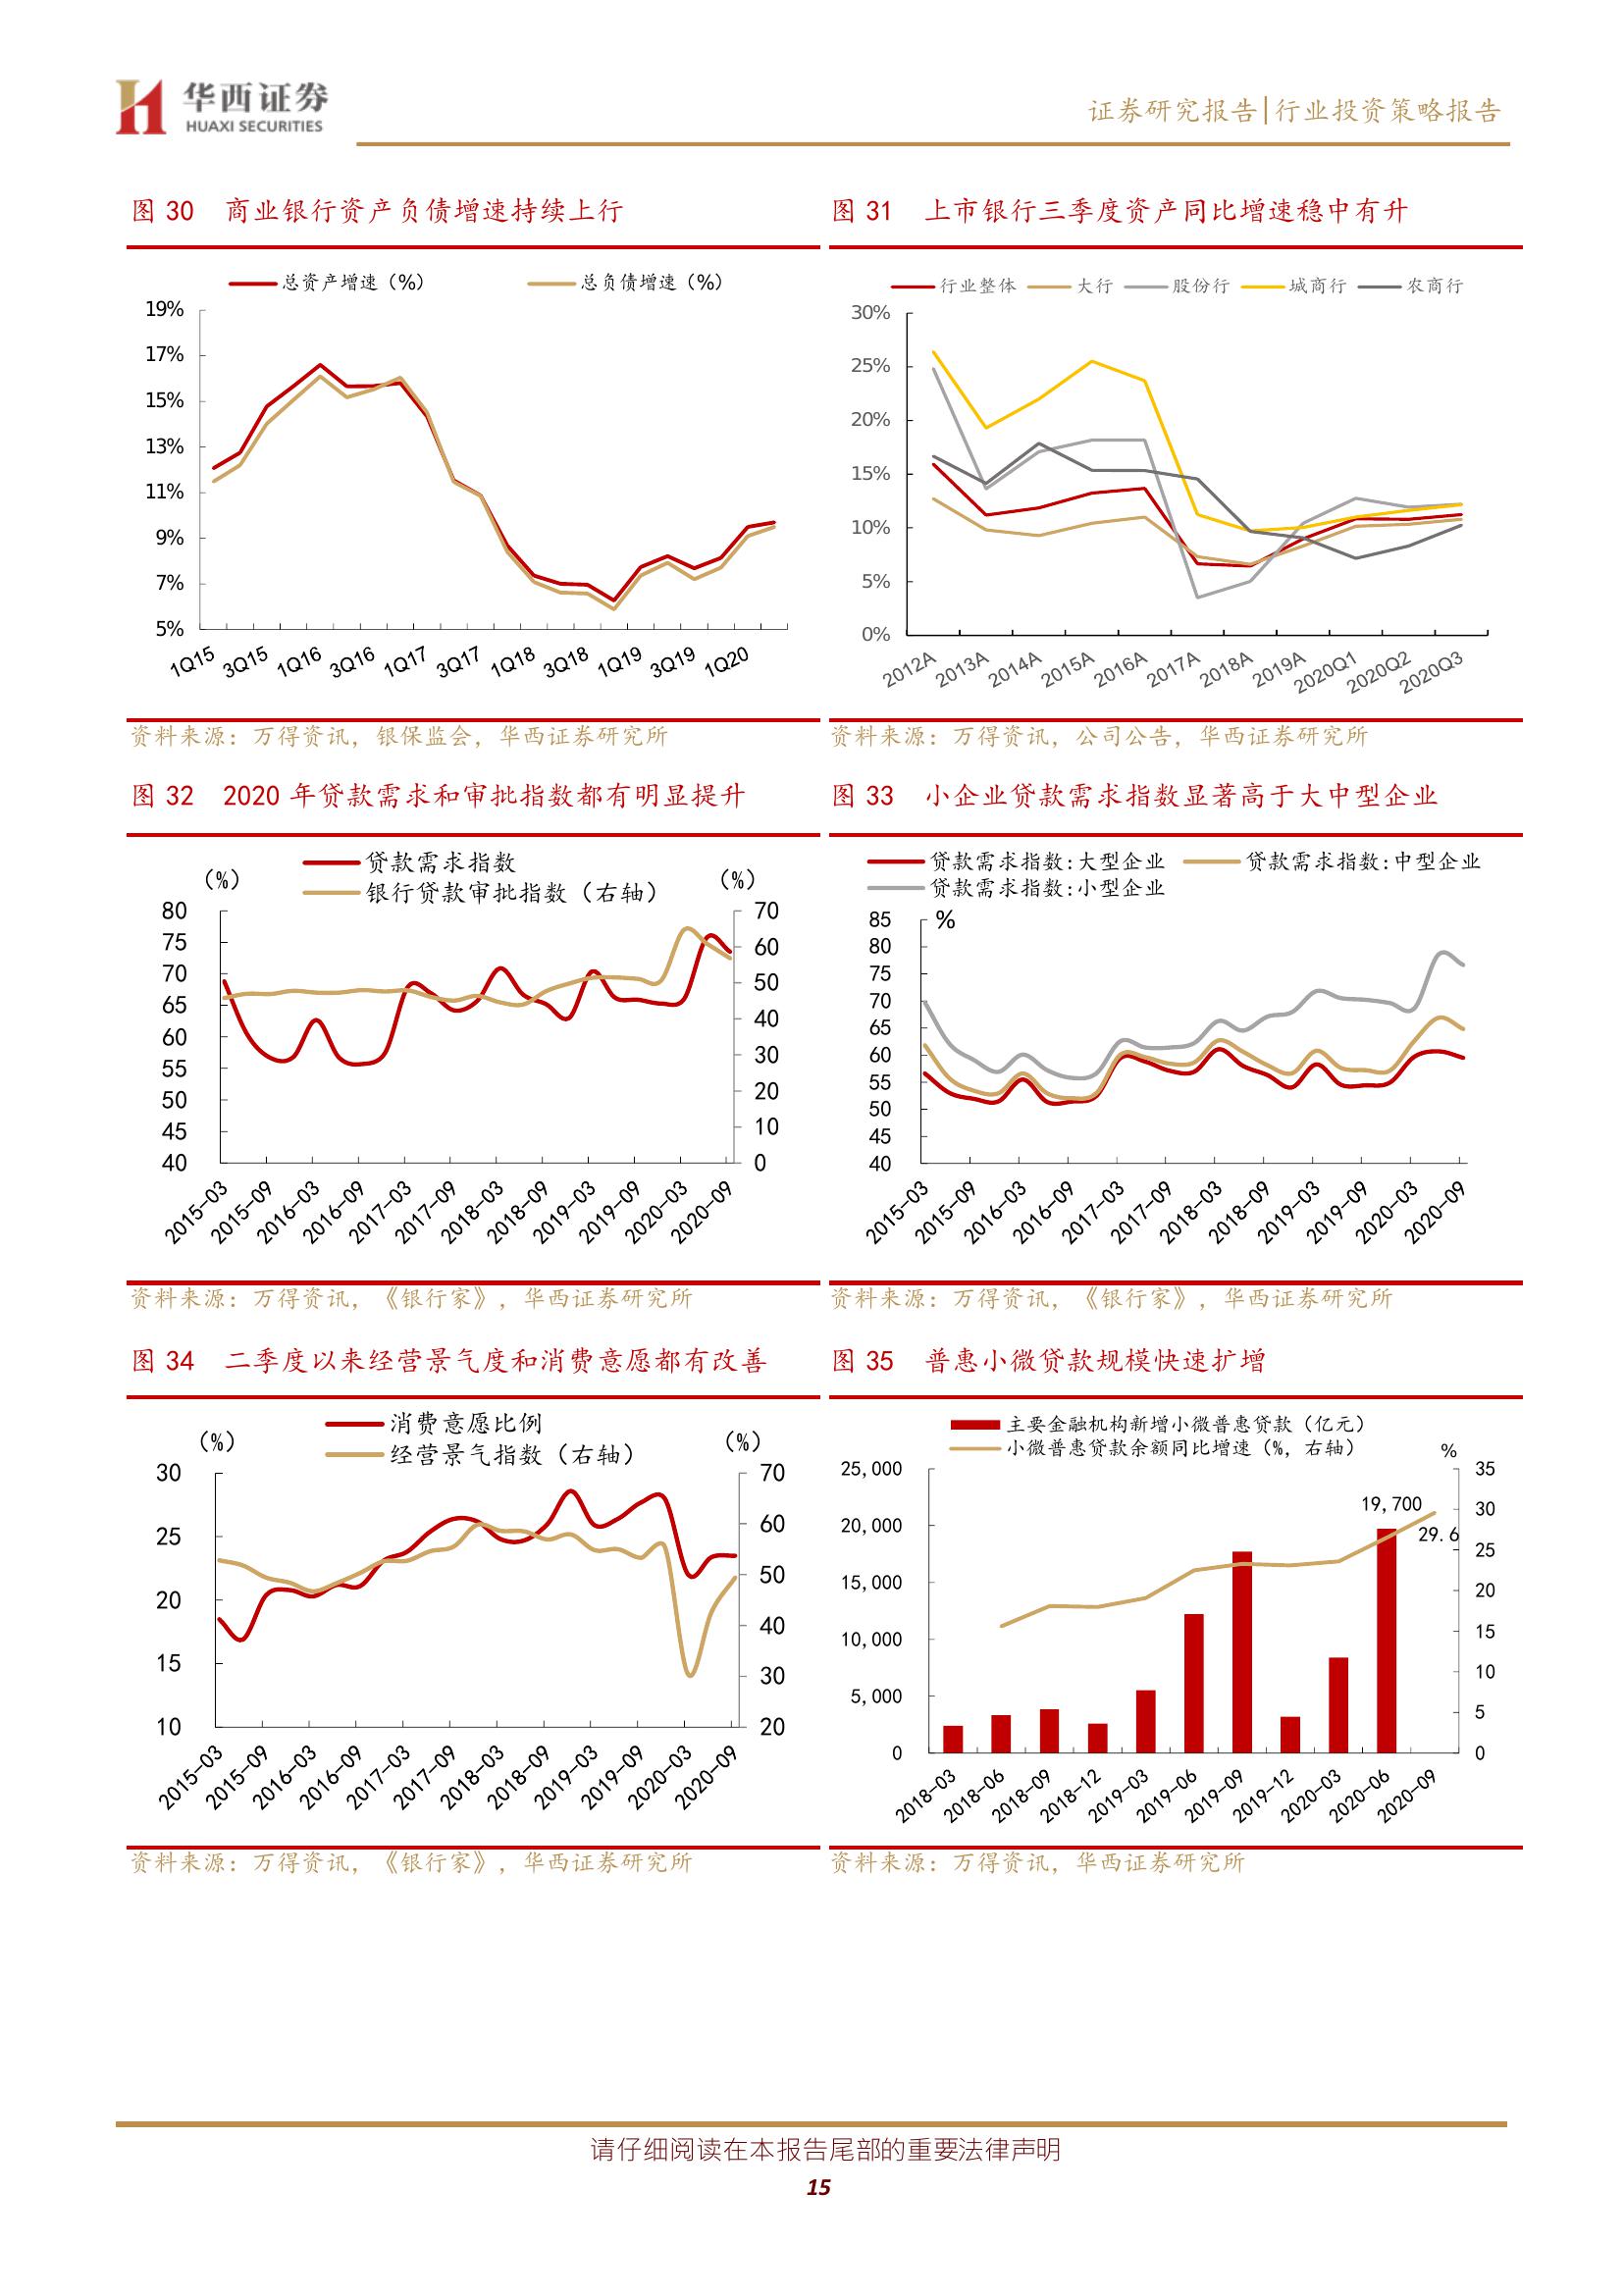 华西证券
HUAXI SECURITIES
证券研究报告|行业投资策略报告
图 30 商业银行资产负债增速持续上行
总资产增速（%） 总负债增速（%）
19%
17%
15%
13%
11%
9%
7%
5%
1Q15 3Q15 1Q16 3Q16 1Q17 3Q17 1Q18 3Q18 1Q19 3Q19 1Q20
资料来源：万得资讯，银保监会，华西证券研究所
图 31 上市银行三季度资产同比增速稳中有升
行业整体 大行 股份行 城商行 农商行
30%
25%
20%
15%
10%
5%
0%
2012A 2013A 2014A 2015A 2016A 2017A 2018A 2019A 2020Q1 2020Q2 2020Q3
资料来源：万得资讯，公司公告，华西证券研究所
图 32 2020 年贷款需求和审批指数都有明显提升
贷款需求指数
银行贷款审批指数（右轴）
（%） （%）
80 70
75 60
70 50
65 40
60 30
55 20
50 10
45 0
40
2015-03 2015-09 2016-03 2016-09 2017-03 2017-09 2018-03 2018-09 2019-03 2019-09 2020-03 2020-09
资料来源：万得资讯，《银行家》，华西证券研究所
图 33 小企业贷款需求指数显著高于大中型企业
贷款需求指数:大型企业 贷款需求指数:中型企业
贷款需求指数:小型企业
%
85
80
75
70
65
60
55
50
45
40
2015-03 2015-09 2016-03 2016-09 2017-03 2017-09 2018-03 2018-09 2019-03 2019-09 2020-03 2020-09
资料来源：万得资讯，《银行家》，华西证券研究所
图 34 二季度以来经营景气度和消费意愿都有改善
消费意愿比例
经营景气指数（右轴）
（%） （%）
30 70
25 60
20 50
15 40
10 30
20
2015-03 2015-09 2016-03 2016-09 2017-03 2017-09 2018-03 2018-09 2019-03 2019-09 2020-03 2020-09
资料来源：万得资讯，《银行家》，华西证券研究所
图 35 普惠小微贷款规模快速扩增
主要金融机构新增小微普惠贷款（亿元）
小微普惠贷款余额同比增速（%，右轴）
%
25,000 35
20,000 30
15,000 25
10,000 20
5,000 15
0 10
5
0
19,700
29.6
2018-03 2018-06 2018-09 2018-12 2019-03 2019-06 2019-09 2019-12 2020-03 2020-06 2020-09
资料来源：万得资讯，华西证券研究所
请仔细阅读在本报告尾部的重要法律声明
15